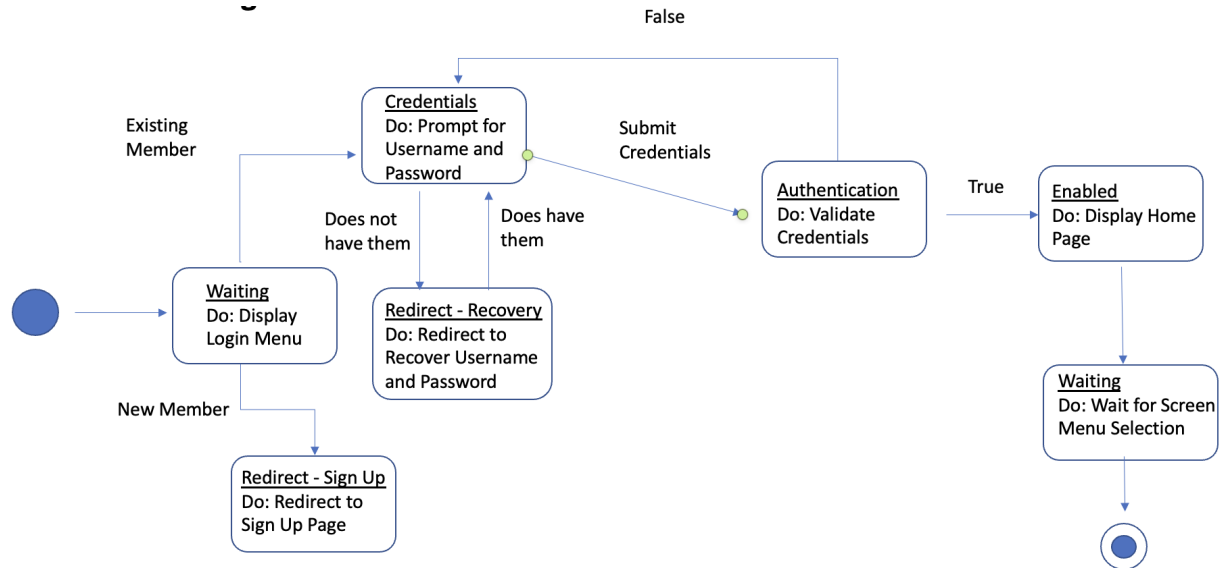 False
Credentials
Do: Prompt for
Username and
Password
Existing
Member
Submit
Credentials
Authentication
Do: Validate
Credentials
True
Enabled
Do: Display Home
Page
Does not
have them
Does have
them
Waiting
Do: Display
Login Menu
Redirect - Recovery
Do: Redirect to
Recover Username
and Password
New Member
Waiting
Do: Wait for Screen
Menu Selection
Redirect - Sign Up
Do: Redirect to
Sign Up Page